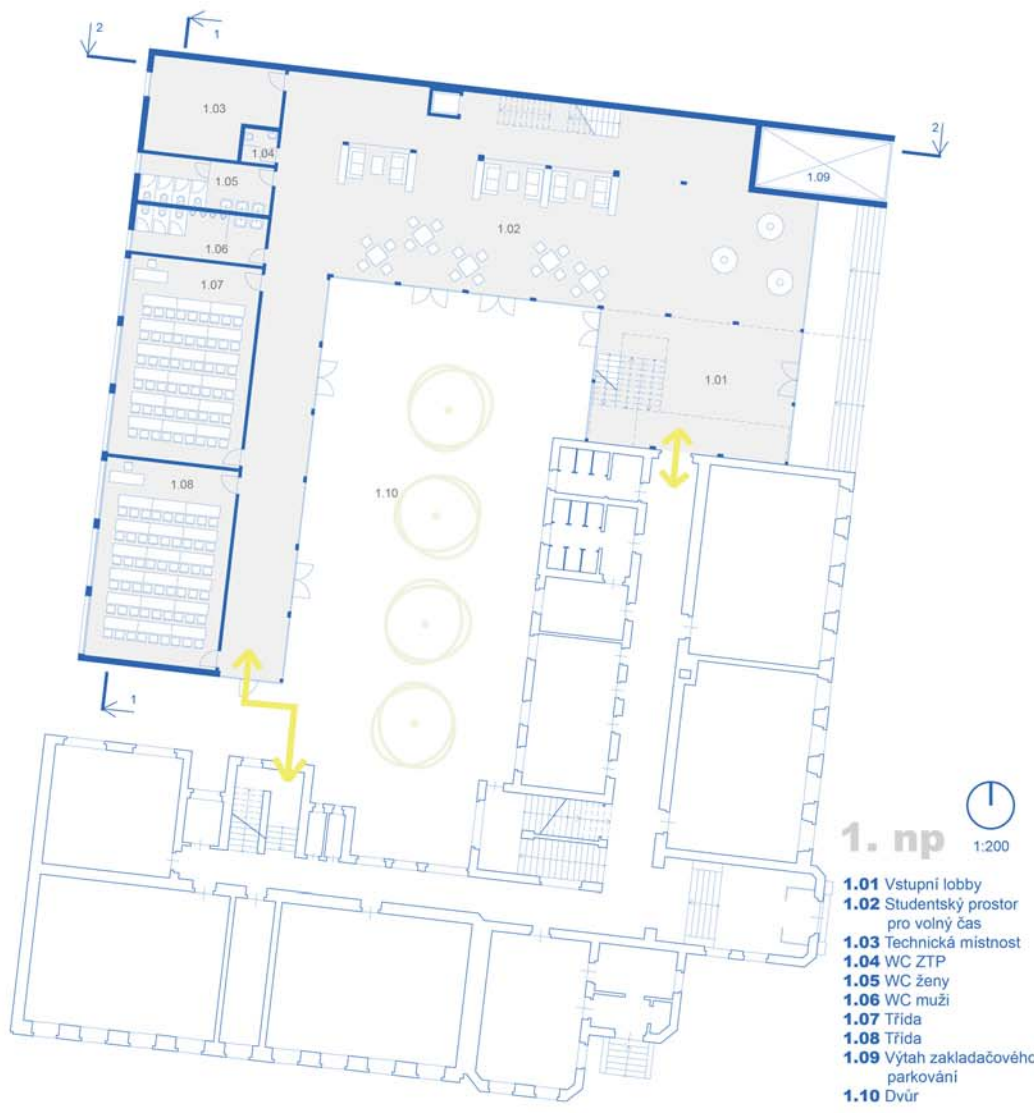 2
1
1.03
2
1.04
1.09
1.05
1.02
1.06
1.07
1.01
1.08
1.10
1
1. np
1:200
1.01 Vstupní lobby
1.02 Studentský prostor
pro volný čas
1.03 Technická místnost
1.04 WC ZTP
1.05 WC ženy
1.06 WC muži
1.07 Třída
1.08 Třída
1.09 Výtah zakladačového
parkování
1.10 Dvůr